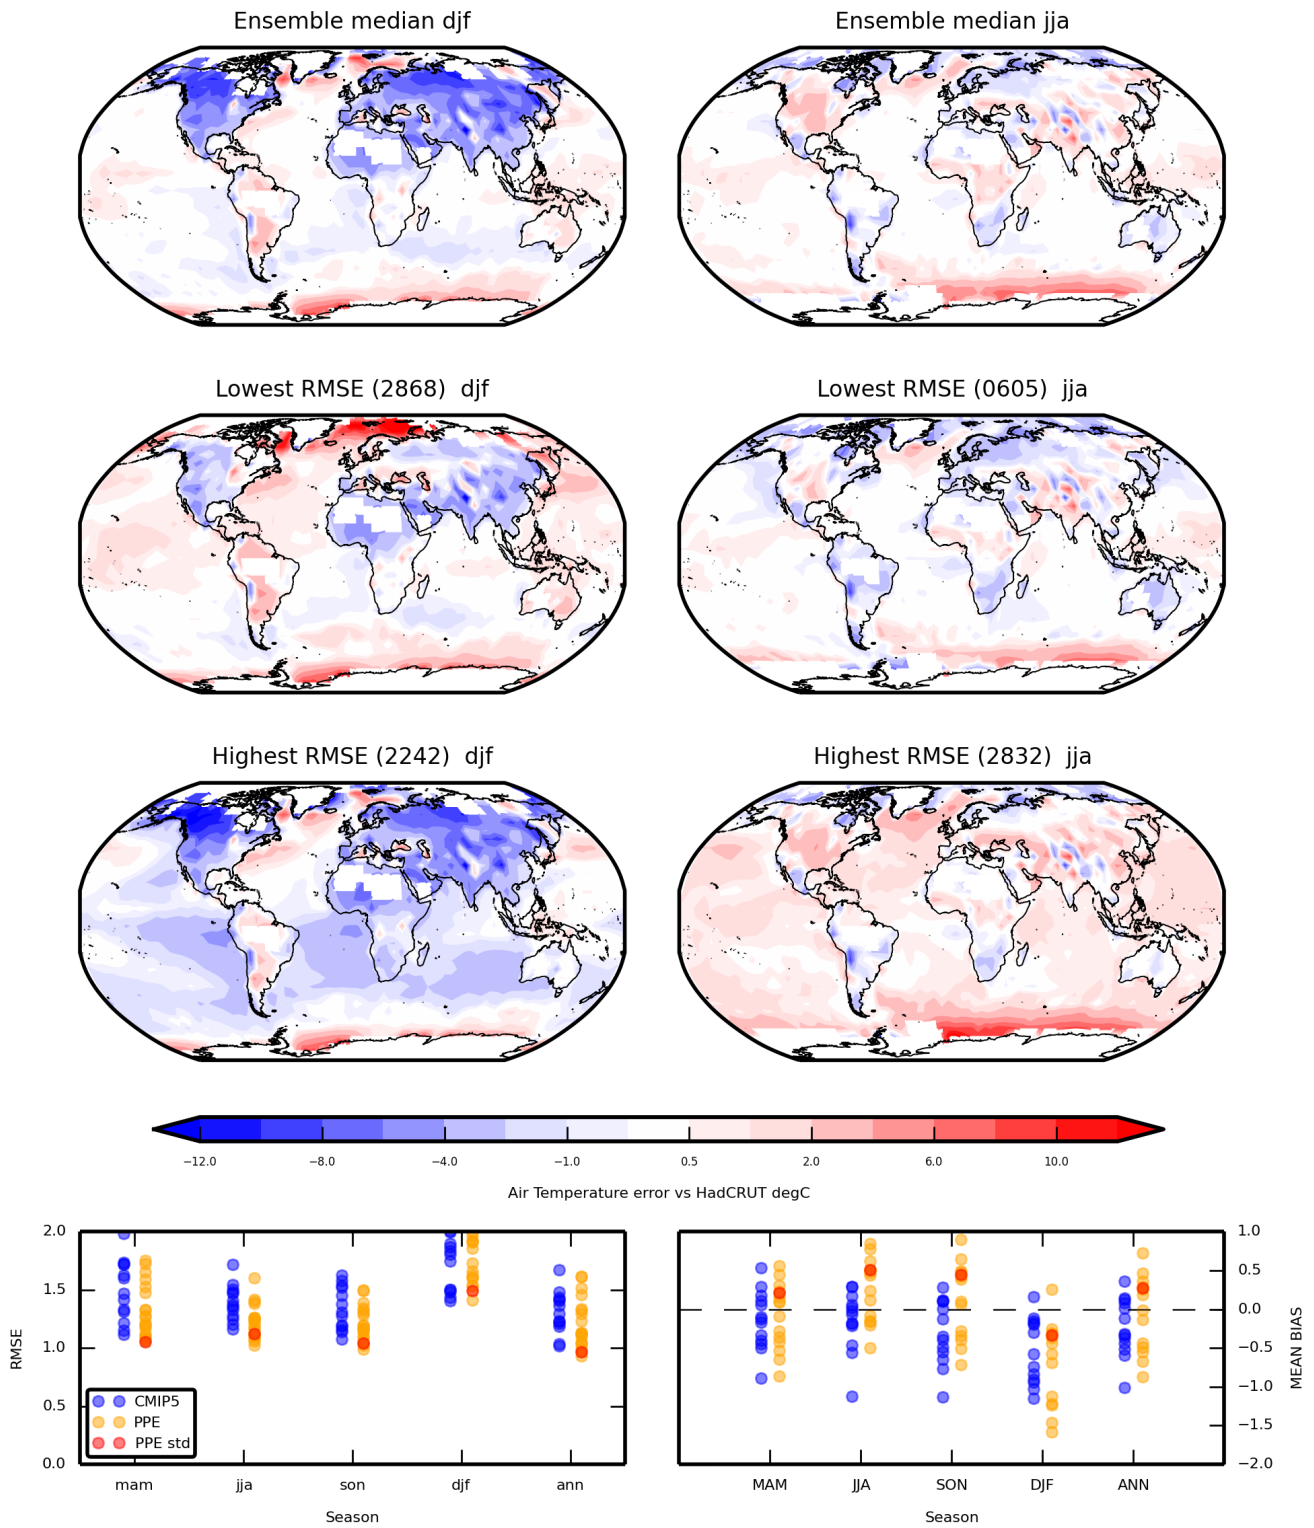 Ensemble median djf
Ensemble median jja
Lowest RMSE (2868)  djf
Lowest RMSE (0605)  jja
Highest RMSE (2242)  djf
Highest RMSE (2832)  jja
−12.0 −8.0 −4.0 −1.0 0.5 2.0 6.0 10.0
Air Temperature error vs HadCRUT degC
2.0
1.5
1.0
0.5
0.0
RMSE
CMIP5
PPE
PPE std
mam jja son djf ann
Season
1.0
0.5
0.0
−0.5
−1.0
−1.5
−2.0
MEAN BIAS
MAM JJA SON DJF ANN
Season